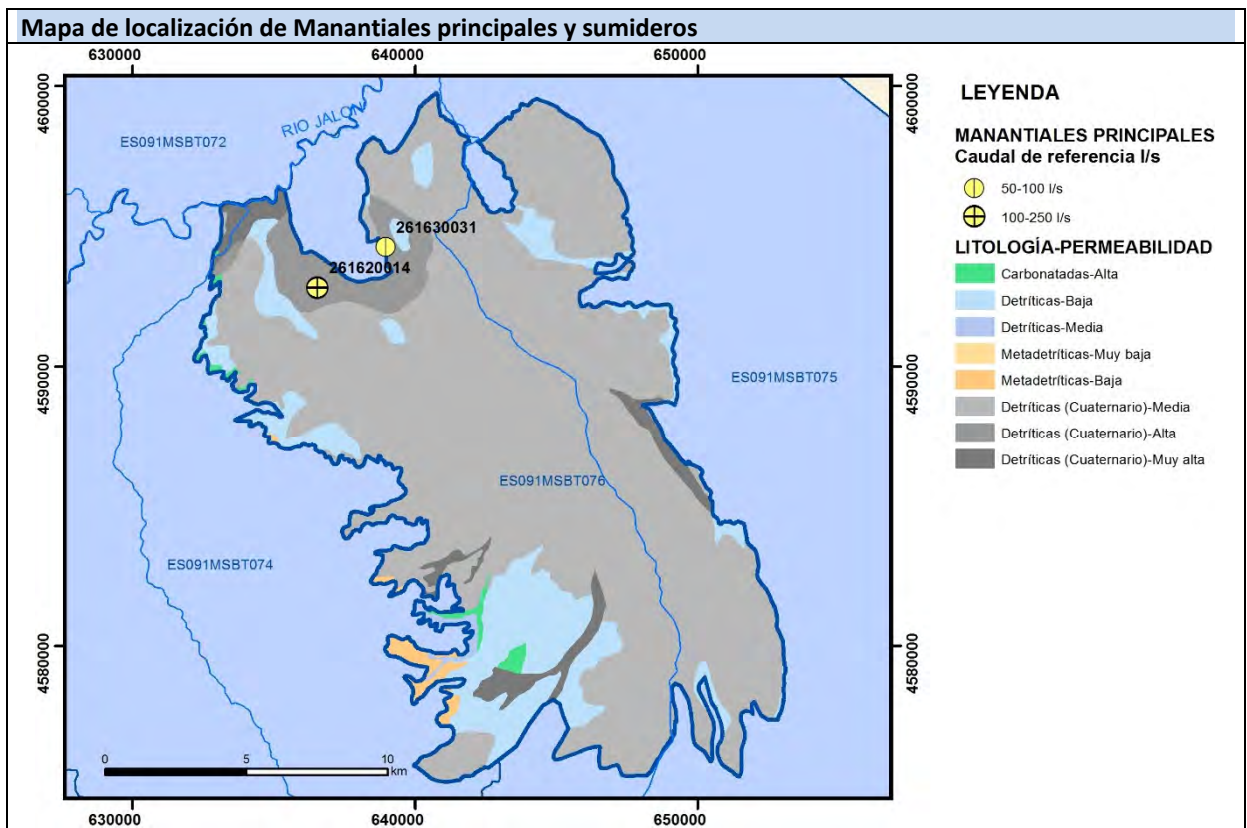 Mapa de localización de Manantiales principales y sumideros
630000
640000
650000
4600000
4600000
RIO JALON
ES091MSBT072
261630031
261620014
4590000
4590000
ES091MSBT075
ES091MSBT076
ES091MSBT074
4580000
4580000
0
5
10
km
630000
640000
650000
LEYENDA
MANANTIALES PRINCIPALES
Caudal de referencia l/s
50-100 l/s
100-250 l/s
LITOLOGÍA-PERMEABILIDAD
Carbonatadas-Alta
Detríticas-Baja
Detríticas-Media
Metadetríticas-Muy baja
Metadetríticas-Baja
Detríticas (Cuaternario)-Media
Detríticas (Cuaternario)-Alta
Detríticas (Cuaternario)-Muy alta